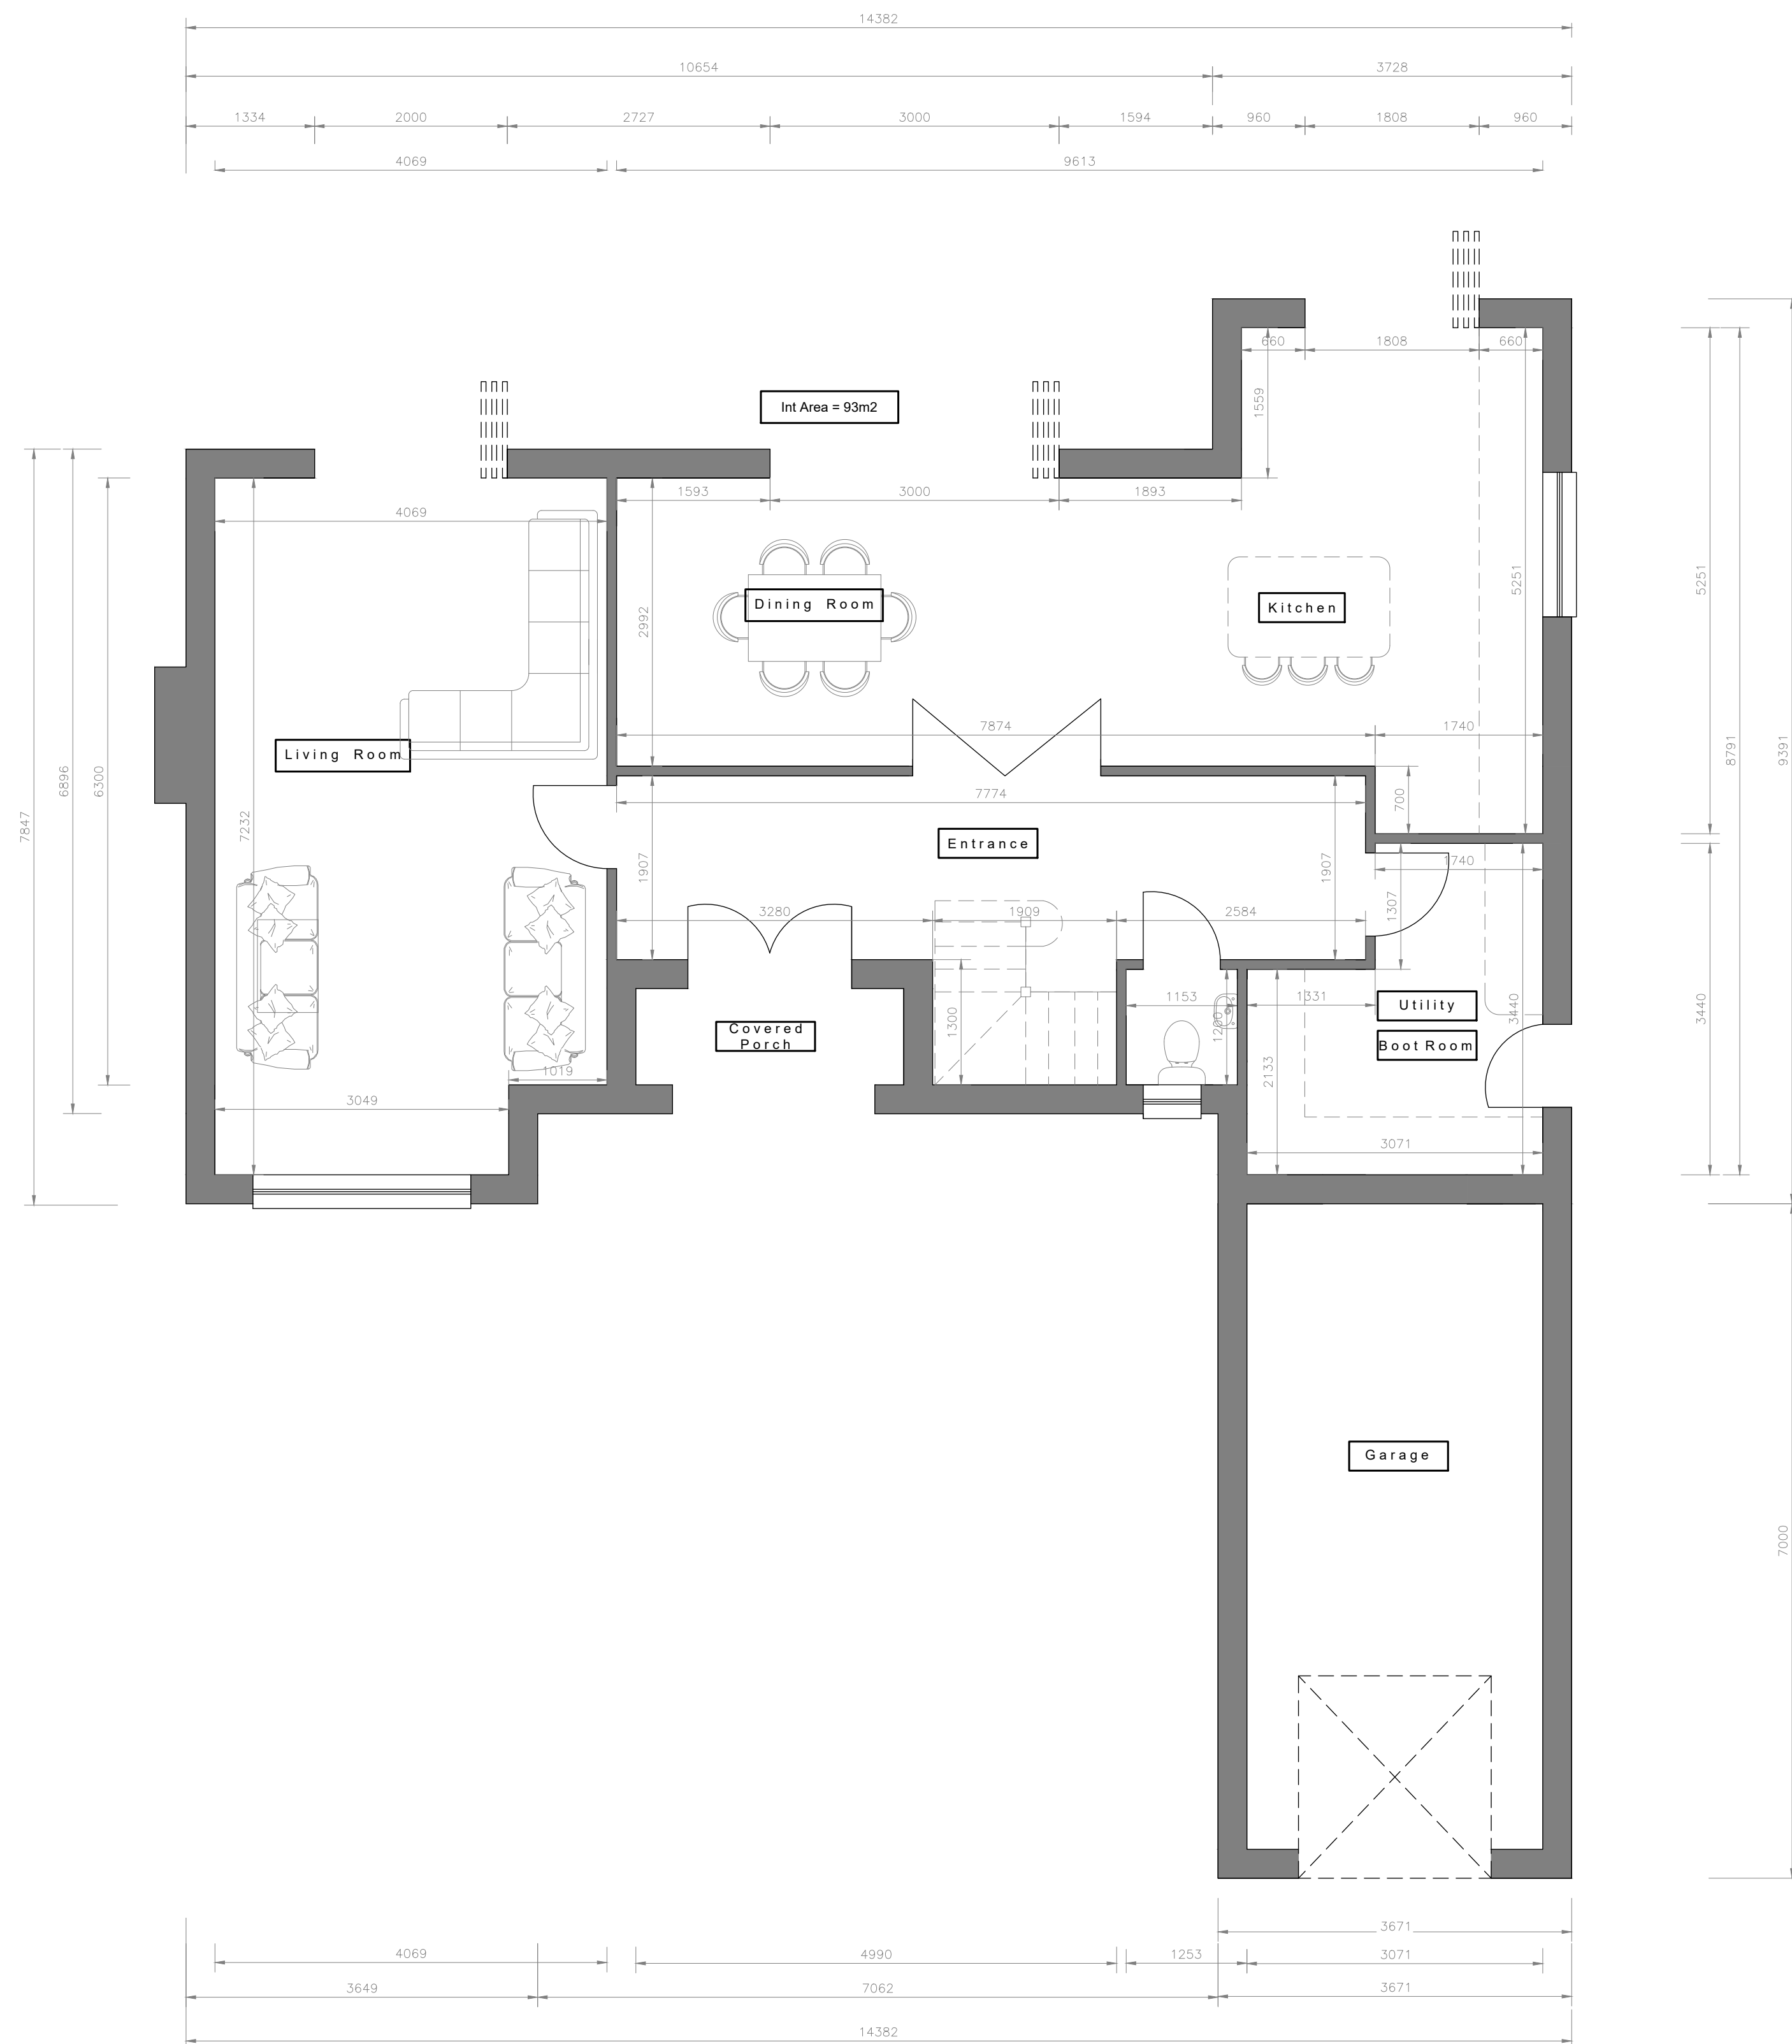 14382
10654 3728
1334 2000 2727 3000 1594 960 1808 960
4069 9613
660 1808 660
1559
Int Area = 93m2
1593 3000 1893
4069
5251
5251
2992
Dining Room
Kitchen
7874 1740
Living Room
8791
9391
6896
6300
7847
7232
700
7774
Entrance
1907
1907
1740
1307
3280 1909 2584
1153
1200
1331
Utility
3440
3440
Covered
Porch
1300
Boot Room
2133
1019
3049
3071
Garage
7000
3671
4069 4990 1253 3071
3649 7062 3671
14382